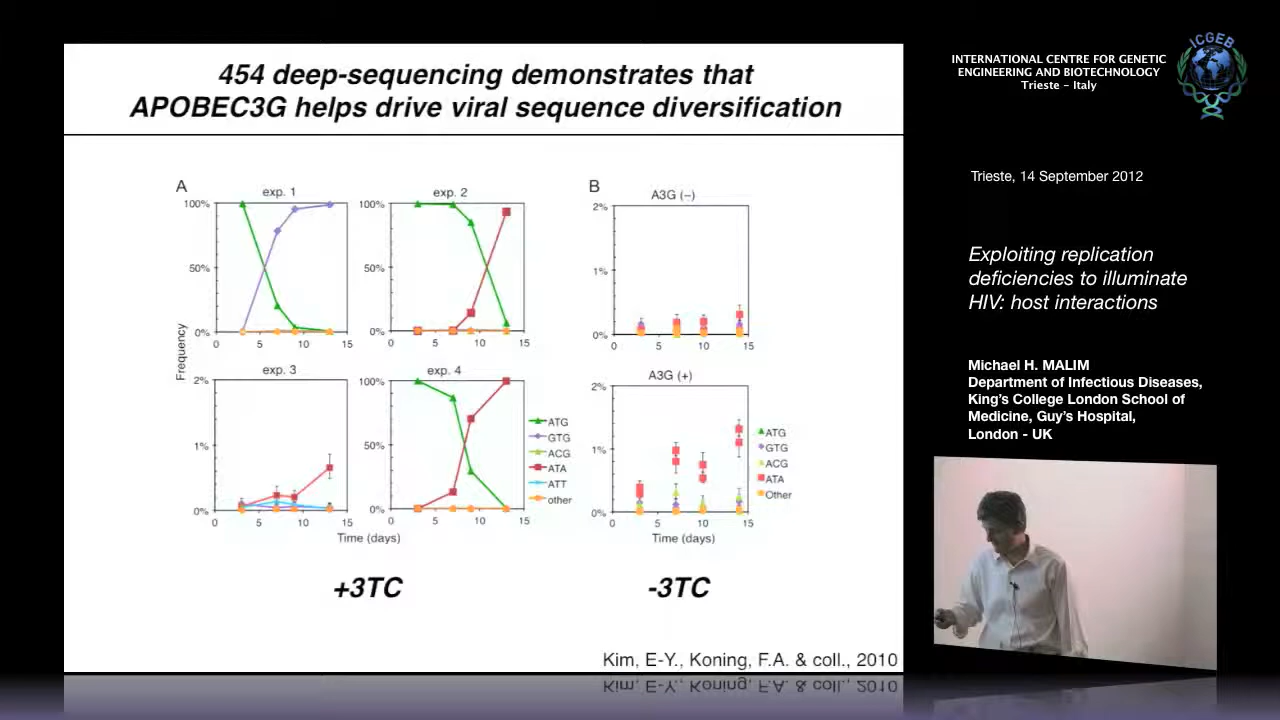 454 deep-sequencing demonstrates that
APOBEC3G helps drive viral sequence diversification
A
exp. 1
100%
50%
0%
0 5 10 15
exp. 2
100%
50%
0%
0 5 10 15
Frequency
exp. 3
2%
1%
0%
0 5 10 15
exp. 4
100%
50%
0%
0 5 10 15
Time (days)
ATG
GTG
ACG
ATA
ATT
other
B
A3G (–)
2%
1%
0%
0 5 10 15
A3G (+)
2%
1%
0%
0 5 10 15
Time (days)
ATG
GTG
ACG
ATA
Other
+3TC
-3TC
Kim, E-Y., Koning, F.A. & coll., 2010
INTERNATIONAL CENTRE FOR GENETIC
ENGINEERING AND BIOTECHNOLOGY
Trieste – Italy
ICGEB
Trieste, 14 September 2012
Exploiting replication
deficiencies to illuminate
HIV: host interactions
Michael H. MALIM
Department of Infectious Diseases,
King's College London School of
Medicine, Guy's Hospital,
London - UK